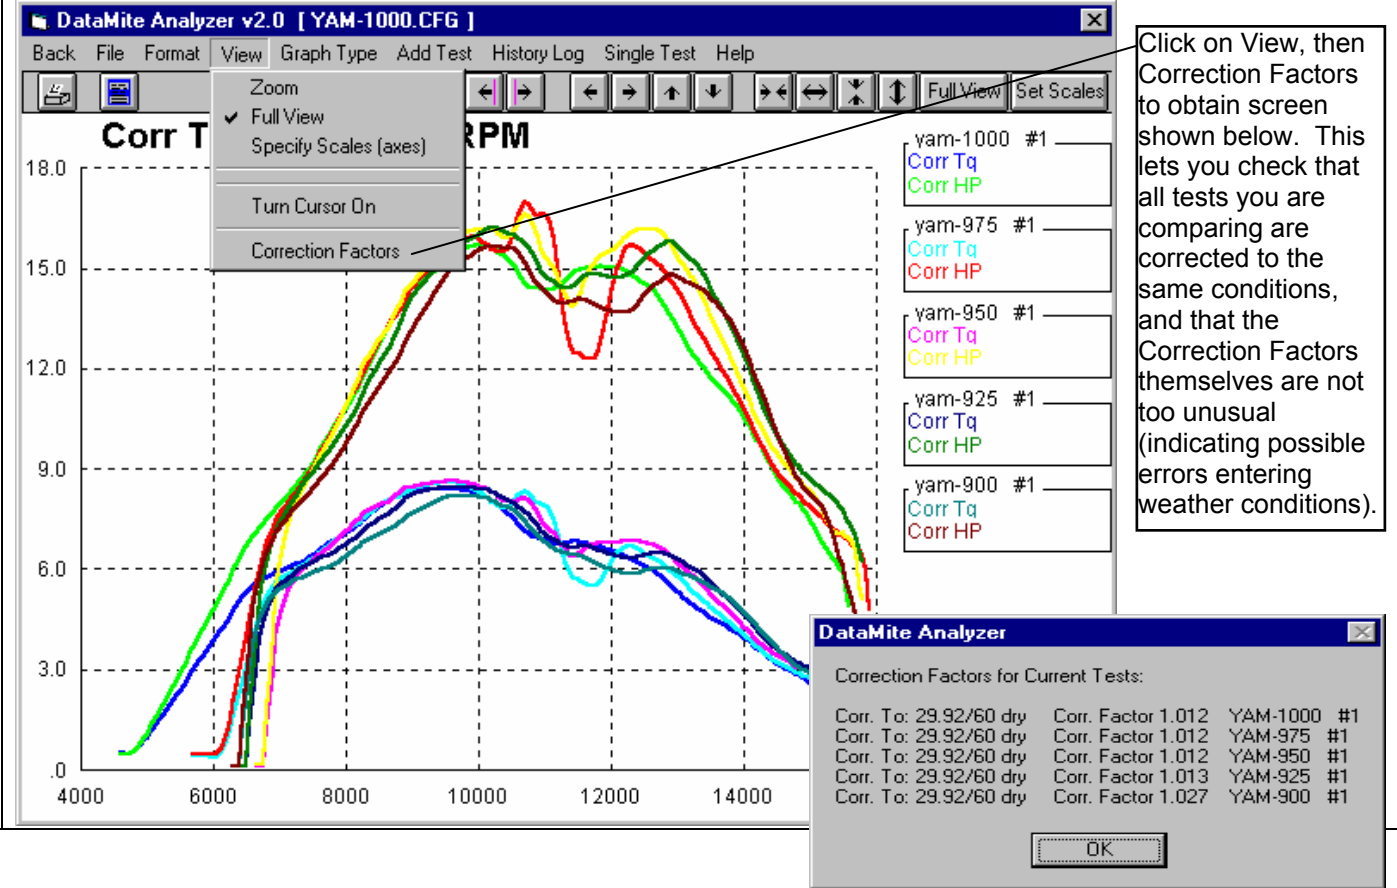 DataMite Analyzer v2.0 [ YAM-1000.CFG ]
Back File Format View Graph Type Add Test History Log Single Test Help
Full View Set Scales
Zoom
Full View
Specify Scales (axes)
Turn Cursor On
Correction Factors
Corr T
RPM
18.0
15.0
12.0
9.0
6.0
3.0
.0
4000 6000 8000 10000 12000 14000
yam-1000 #1
Corr Tq
Corr HP
yam-975 #1
Corr Tq
Corr HP
yam-950 #1
Corr Tq
Corr HP
yam-925 #1
Corr Tq
Corr HP
yam-900 #1
Corr Tq
Corr HP
Click on View, then
Correction Factors
to obtain screen
shown below. This
lets you check that
all tests you are
comparing are
corrected to the
same conditions,
and that the
Correction Factors
themselves are not
too unusual
(indicating possible
errors entering
weather conditions).
DataMite Analyzer
Correction Factors for Current Tests:
Corr. To: 29.92/60 dry Corr. Factor 1.012 YAM-1000 #1
Corr. To: 29.92/60 dry Corr. Factor 1.012 YAM-975 #1
Corr. To: 29.92/60 dry Corr. Factor 1.012 YAM-950 #1
Corr. To: 29.92/60 dry Corr. Factor 1.013 YAM-925 #1
Corr. To: 29.92/60 dry Corr. Factor 1.027 YAM-900 #1
OK